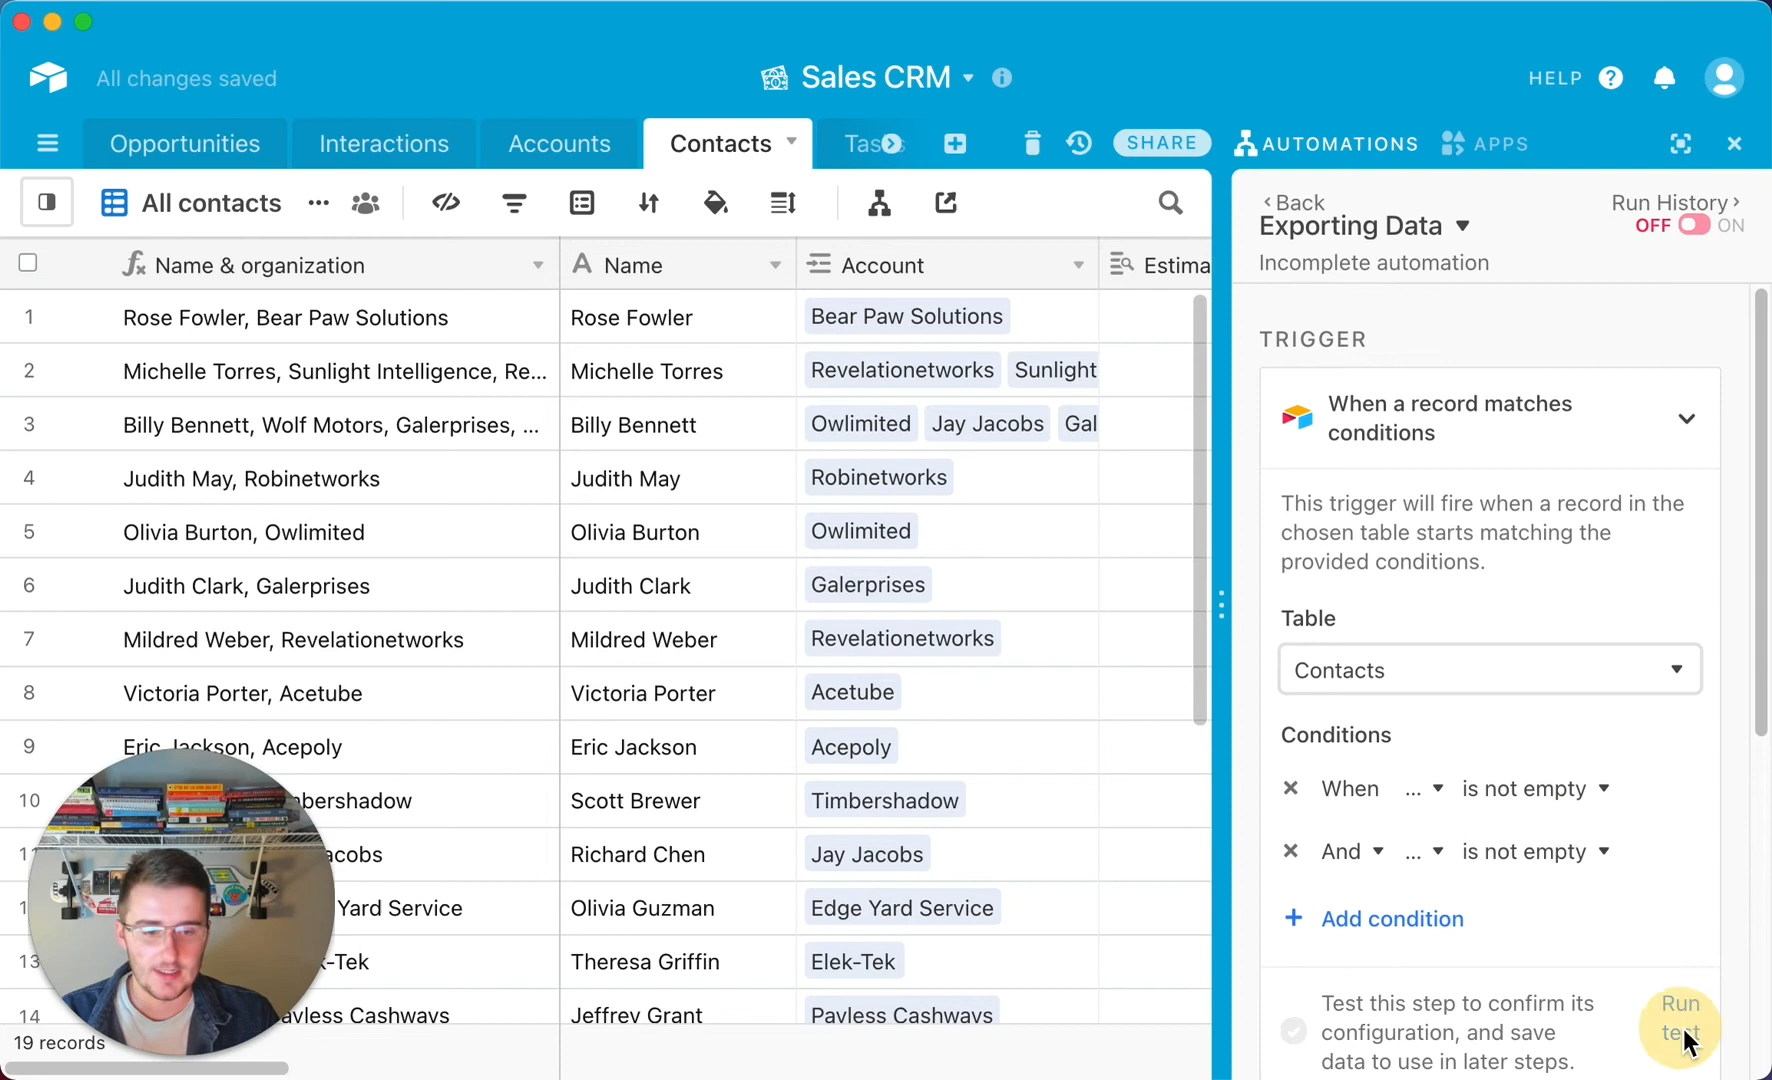 All changes saved
Sales CRM
HELP
Opportunities
Interactions
Accounts
Contacts
SHARE
AUTOMATIONS
APPS
All contacts
Name & organization
Name
Account
Estima
1
Rose Fowler, Bear Paw Solutions
Rose Fowler
Bear Paw Solutions
2
Michelle Torres, Sunlight Intelligence, Re...
Michelle Torres
Revelationetworks
Sunlight
3
Billy Bennett, Wolf Motors, Galerprises, ...
Billy Bennett
Owlimited
Jay Jacobs
Gal
4
Judith May, Robinetworks
Judith May
Robinetworks
5
Olivia Burton, Owlimited
Olivia Burton
Owlimited
6
Judith Clark, Galerprises
Judith Clark
Galerprises
7
Mildred Weber, Revelationetworks
Mildred Weber
Revelationetworks
8
Victoria Porter, Acetube
Victoria Porter
Acetube
9
Eric Jackson, Acepoly
Eric Jackson
Acepoly
10
mbershadow
Scott Brewer
Timbershadow
acobs
Richard Chen
Jay Jacobs
Yard Service
Olivia Guzman
Edge Yard Service
13
k-Tek
Theresa Griffin
Elek-Tek
14
ayless Cashways
Jeffrey Grant
Payless Cashways
19 records
Back
Run History
Exporting Data
OFF
ON
Incomplete automation
TRIGGER
When a record matches
conditions
This trigger will fire when a record in the
chosen table starts matching the
provided conditions.
Table
Contacts
Conditions
When ... is not empty
And ... is not empty
+ Add condition
Test this step to confirm its
configuration, and save
data to use in later steps.
Run
test